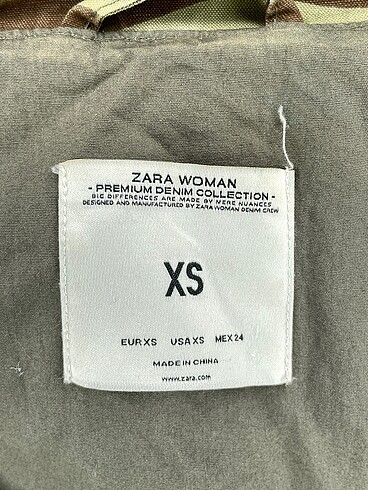 ZARA WOMAN
- PREMIUM DENIM COLLECTION -
BIG DIFFERENCES ARE MADE BY MERE NUANCES
DESIGNED AND MANUFACTURED BY ZARA WOMAN DENIM CREW
XS
EUR XS USA XS MEX 24
MADE IN CHINA
www.zara.com